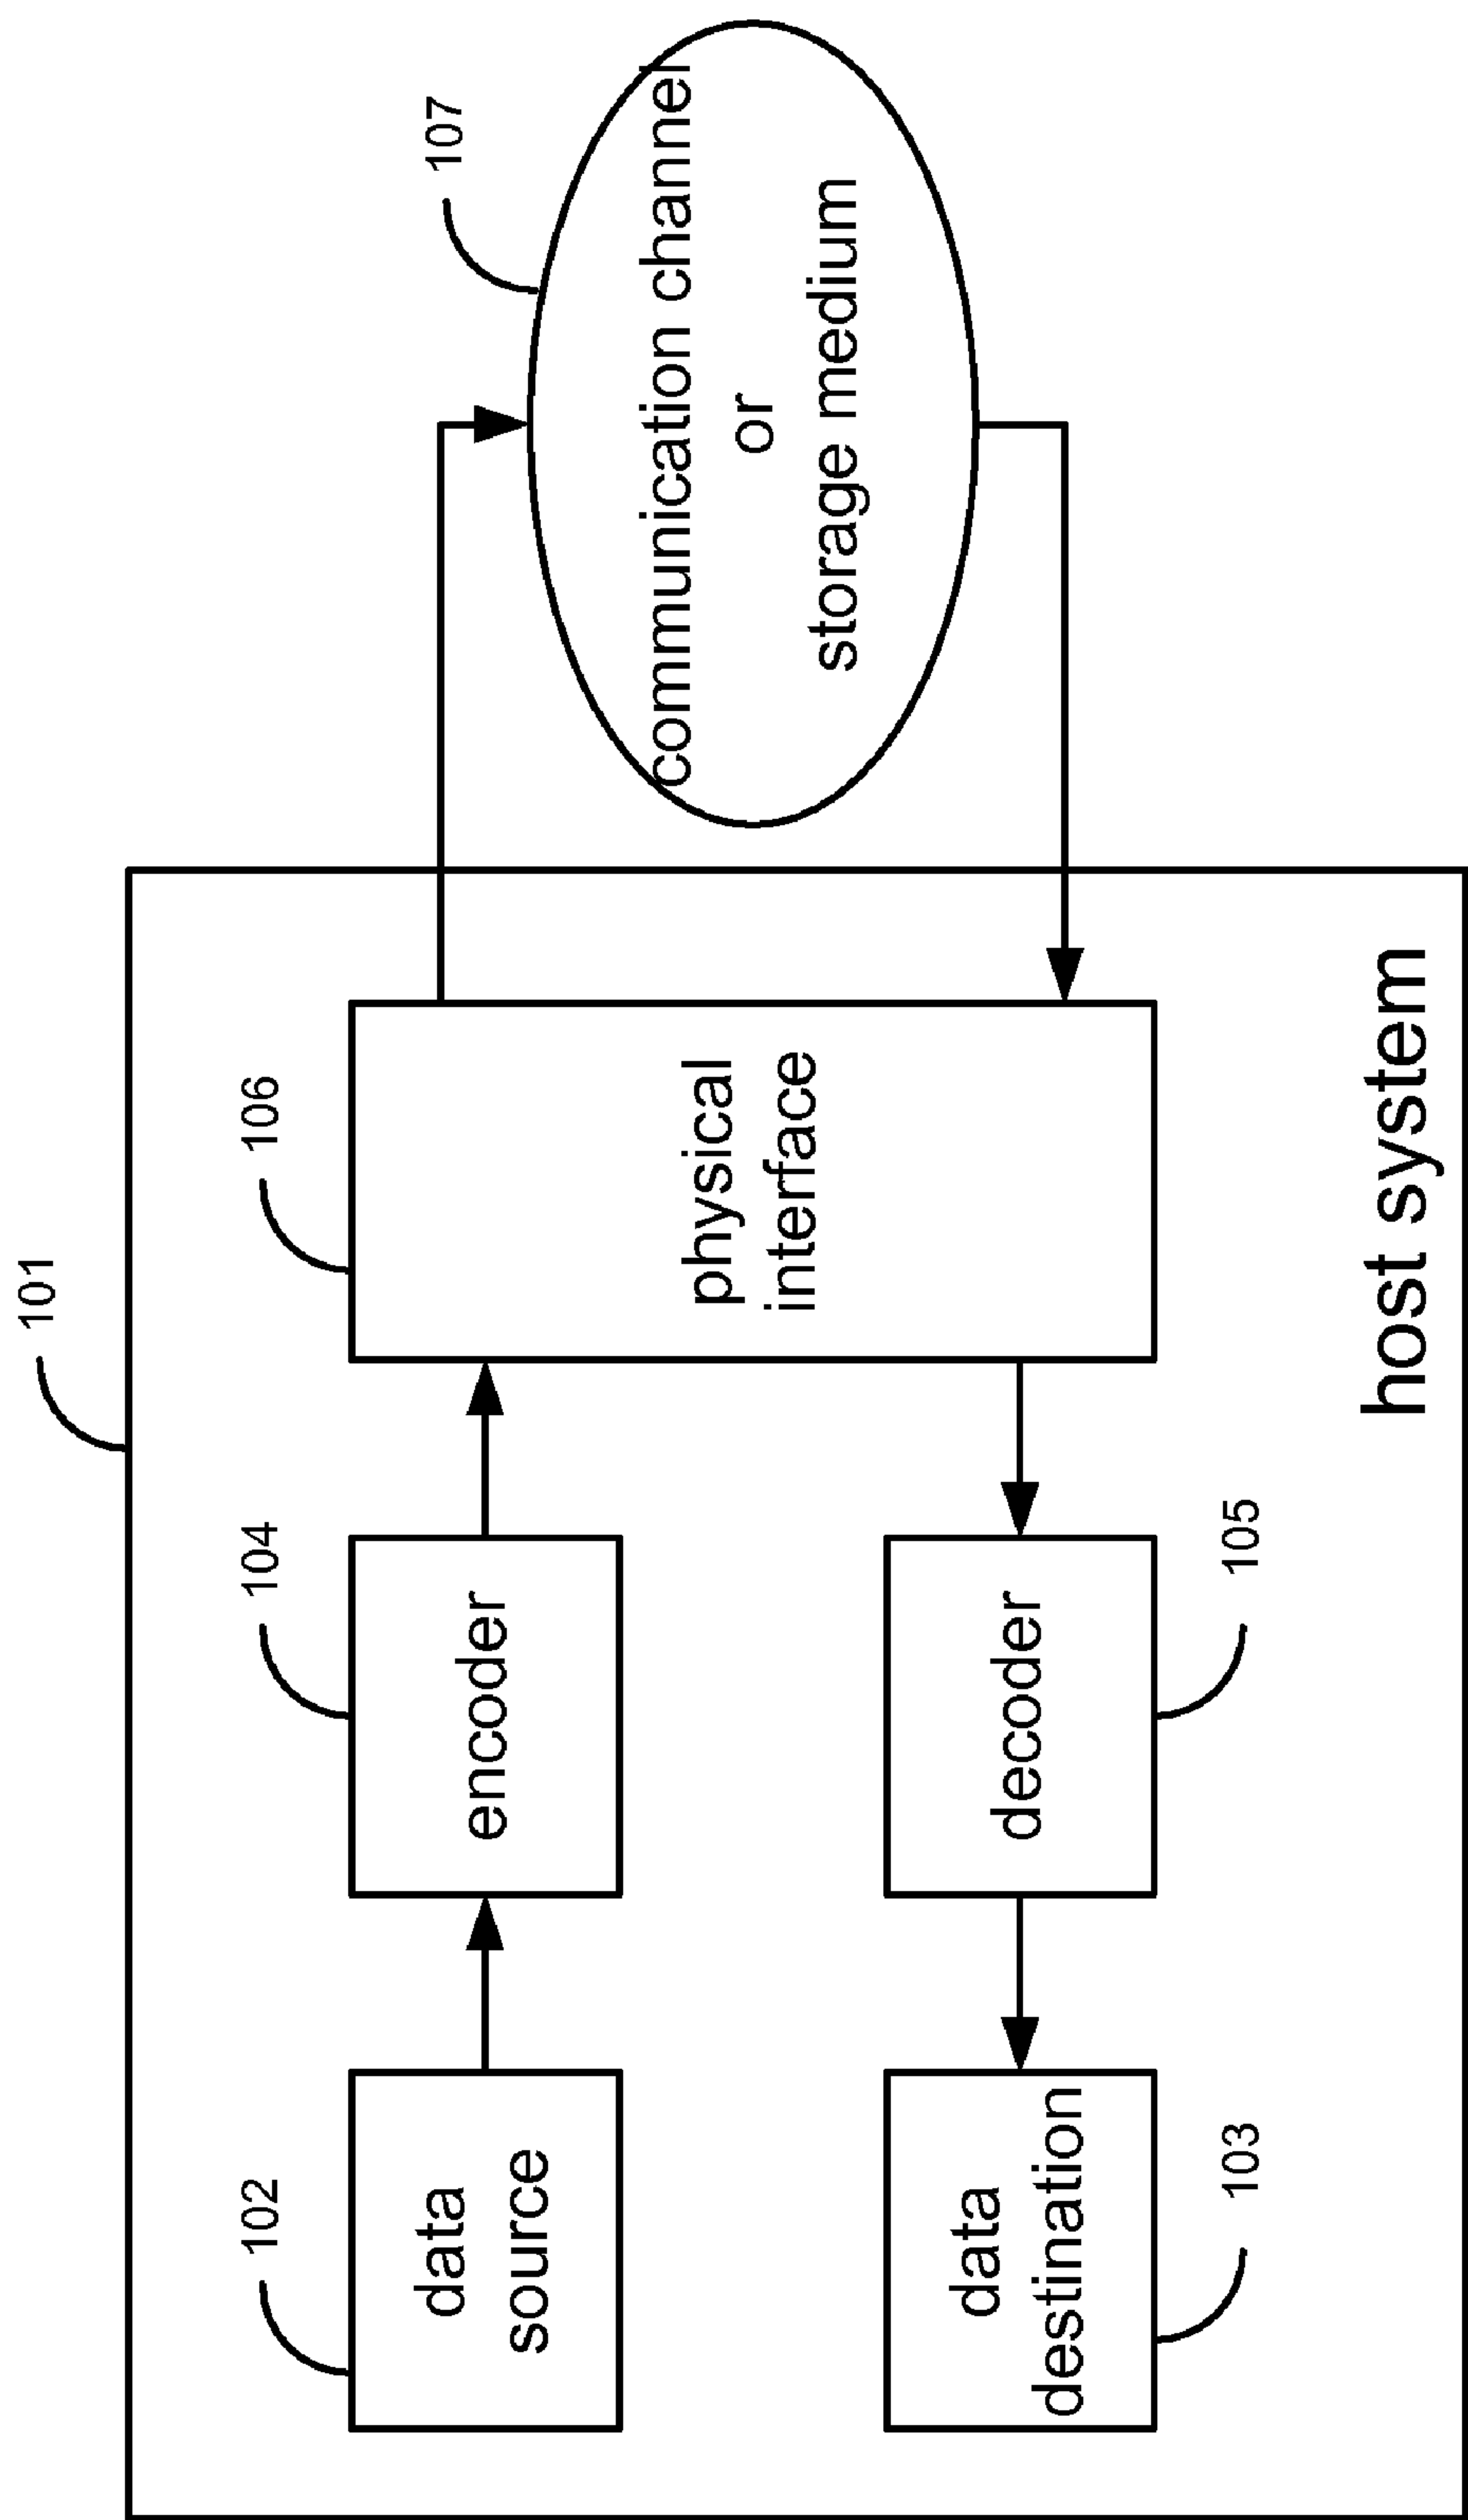 101
102
data
source
104
encoder
106
physical
interface
107
communication channel
or
storage medium
data
destination
103
decoder
105
host system